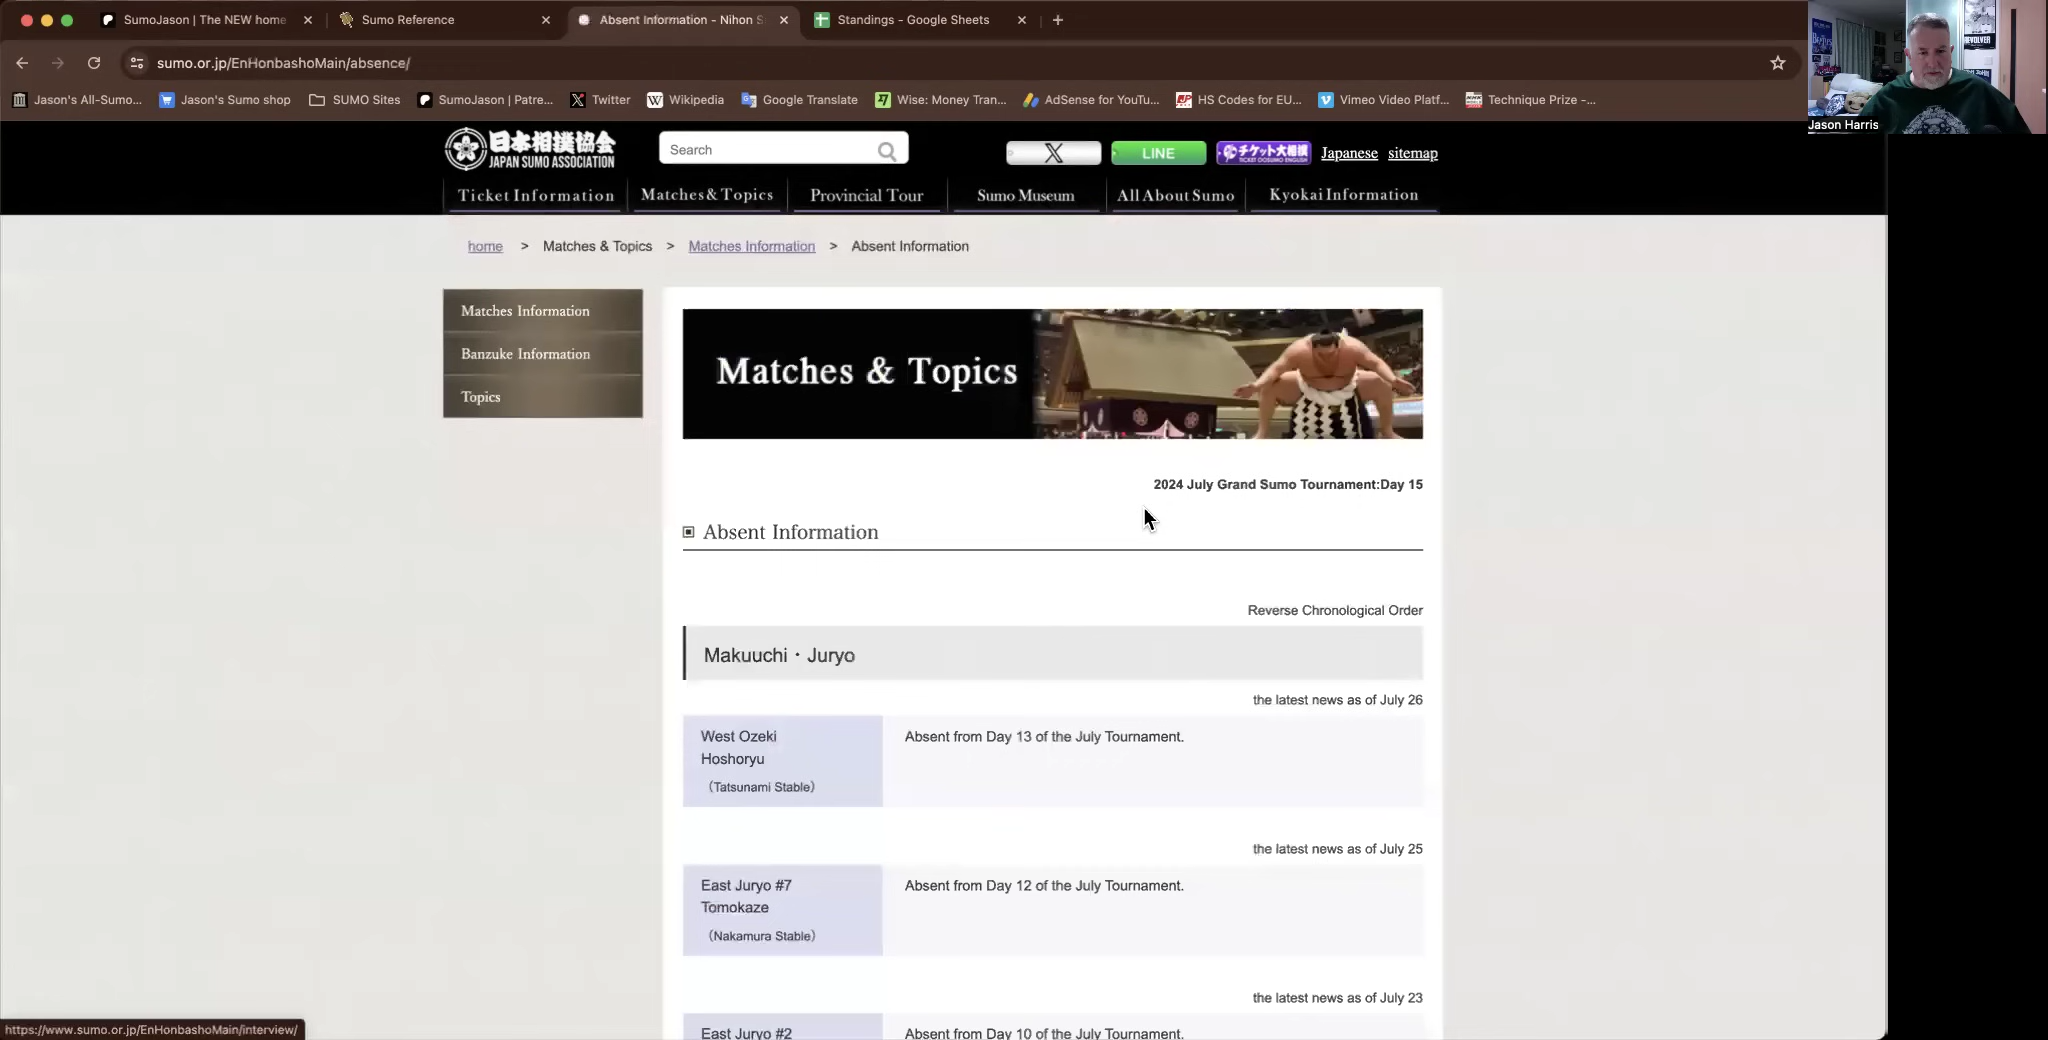 SumoJason | The NEW home
Sumo Reference
Absent Information - Nihon S
Standings - Google Sheets
sumo.or.jp/EnHonbashoMain/absence/
Jason's All-Sumo...
Jason's Sumo shop
SUMO Sites
SumoJason | Patre...
Twitter
Wikipedia
Google Translate
Wise: Money Tran...
AdSense for YouTu...
HS Codes for EU...
Vimeo Video Platf...
Technique Prize -...
REVOLVER
Jason Harris
日本相撲協会
JAPAN SUMO ASSOCIATION
Search
X
LINE
チケット大相撲
TICKET OOSUMO ENGLISH
Japanese
sitemap
Ticket Information
Matches & Topics
Provincial Tour
Sumo Museum
All About Sumo
Kyokai Information
home > Matches & Topics > Matches Information > Absent Information
Matches Information
Banzuke Information
Topics
Matches & Topics
2024 July Grand Sumo Tournament:Day 15
Absent Information
Reverse Chronological Order
Makuuchi・Juryo
the latest news as of July 26
West Ozeki
Hoshoryu
（Tatsunami Stable）
Absent from Day 13 of the July Tournament.
the latest news as of July 25
East Juryo #7
Tomokaze
（Nakamura Stable）
Absent from Day 12 of the July Tournament.
the latest news as of July 23
East Juryo #2
Absent from Day 10 of the July Tournament.
https://www.sumo.or.jp/EnHonbashoMain/interview/